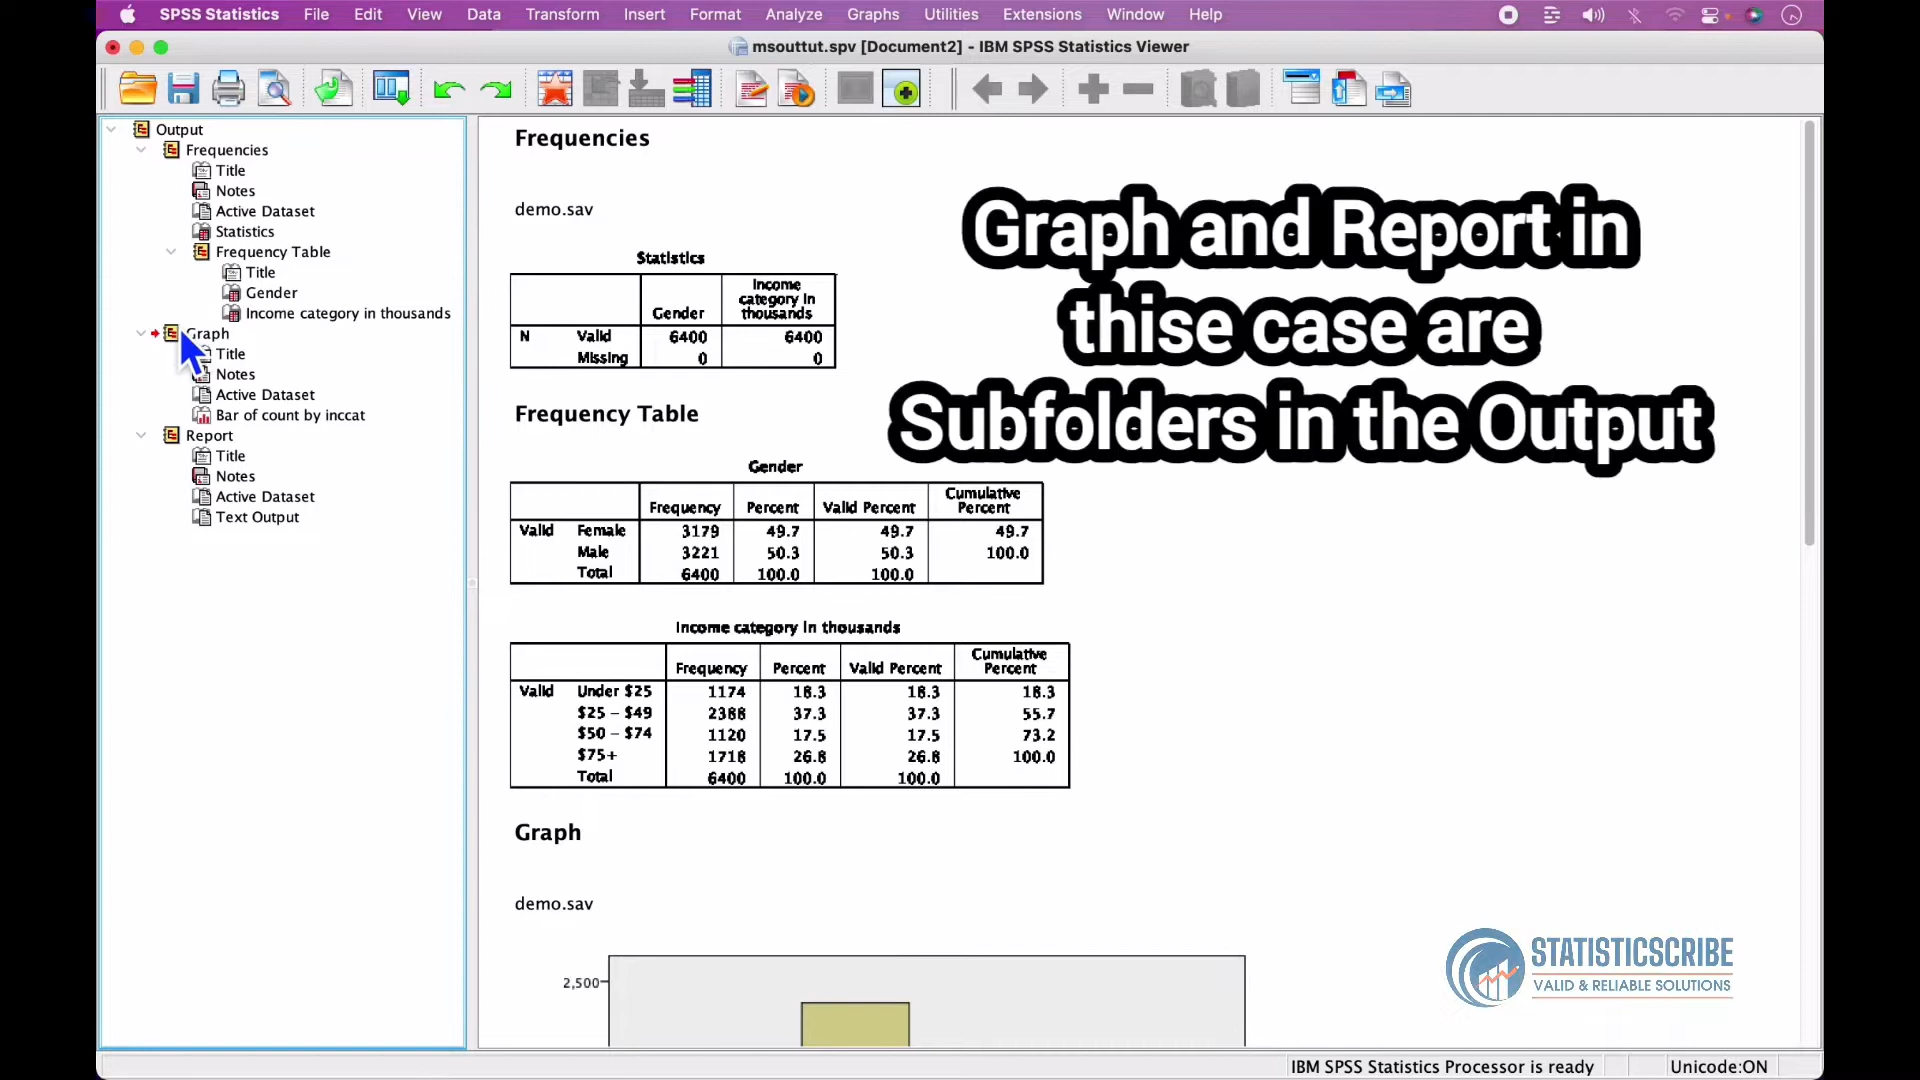 SPSS Statistics File Edit View Data Transform Insert Format Analyze Graphs Utilities Extensions Window Help
msouttut.spv [Document2] - IBM SPSS Statistics Viewer
Output
Frequencies
Title
Notes
Active Dataset
Statistics
Frequency Table
Title
Gender
Income category in thousands
Graph
Title
Notes
Active Dataset
Bar of count by inccat
Report
Title
Notes
Active Dataset
Text Output
Frequencies
demo.sav
Statistics
Gender Income category in thousands
N Valid 6400 6400
Missing 0 0
Frequency Table
Gender
Frequency Percent Valid Percent Cumulative Percent
Valid Female 3179 49.7 49.7 49.7
Male 3221 50.3 50.3 100.0
Total 6400 100.0 100.0
Income category in thousands
Frequency Percent Valid Percent Cumulative Percent
Valid Under $25 1174 18.3 18.3 18.3
$25 – $49 2388 37.3 37.3 55.7
$50 – $74 1120 17.5 17.5 73.2
$75+ 1718 26.8 26.8 100.0
Total 6400 100.0 100.0
Graph
demo.sav
2,500
Graph and Report in
thise case are
Subfolders in the Output
STATISTICSCRIBE
VALID & RELIABLE SOLUTIONS
IBM SPSS Statistics Processor is ready Unicode:ON